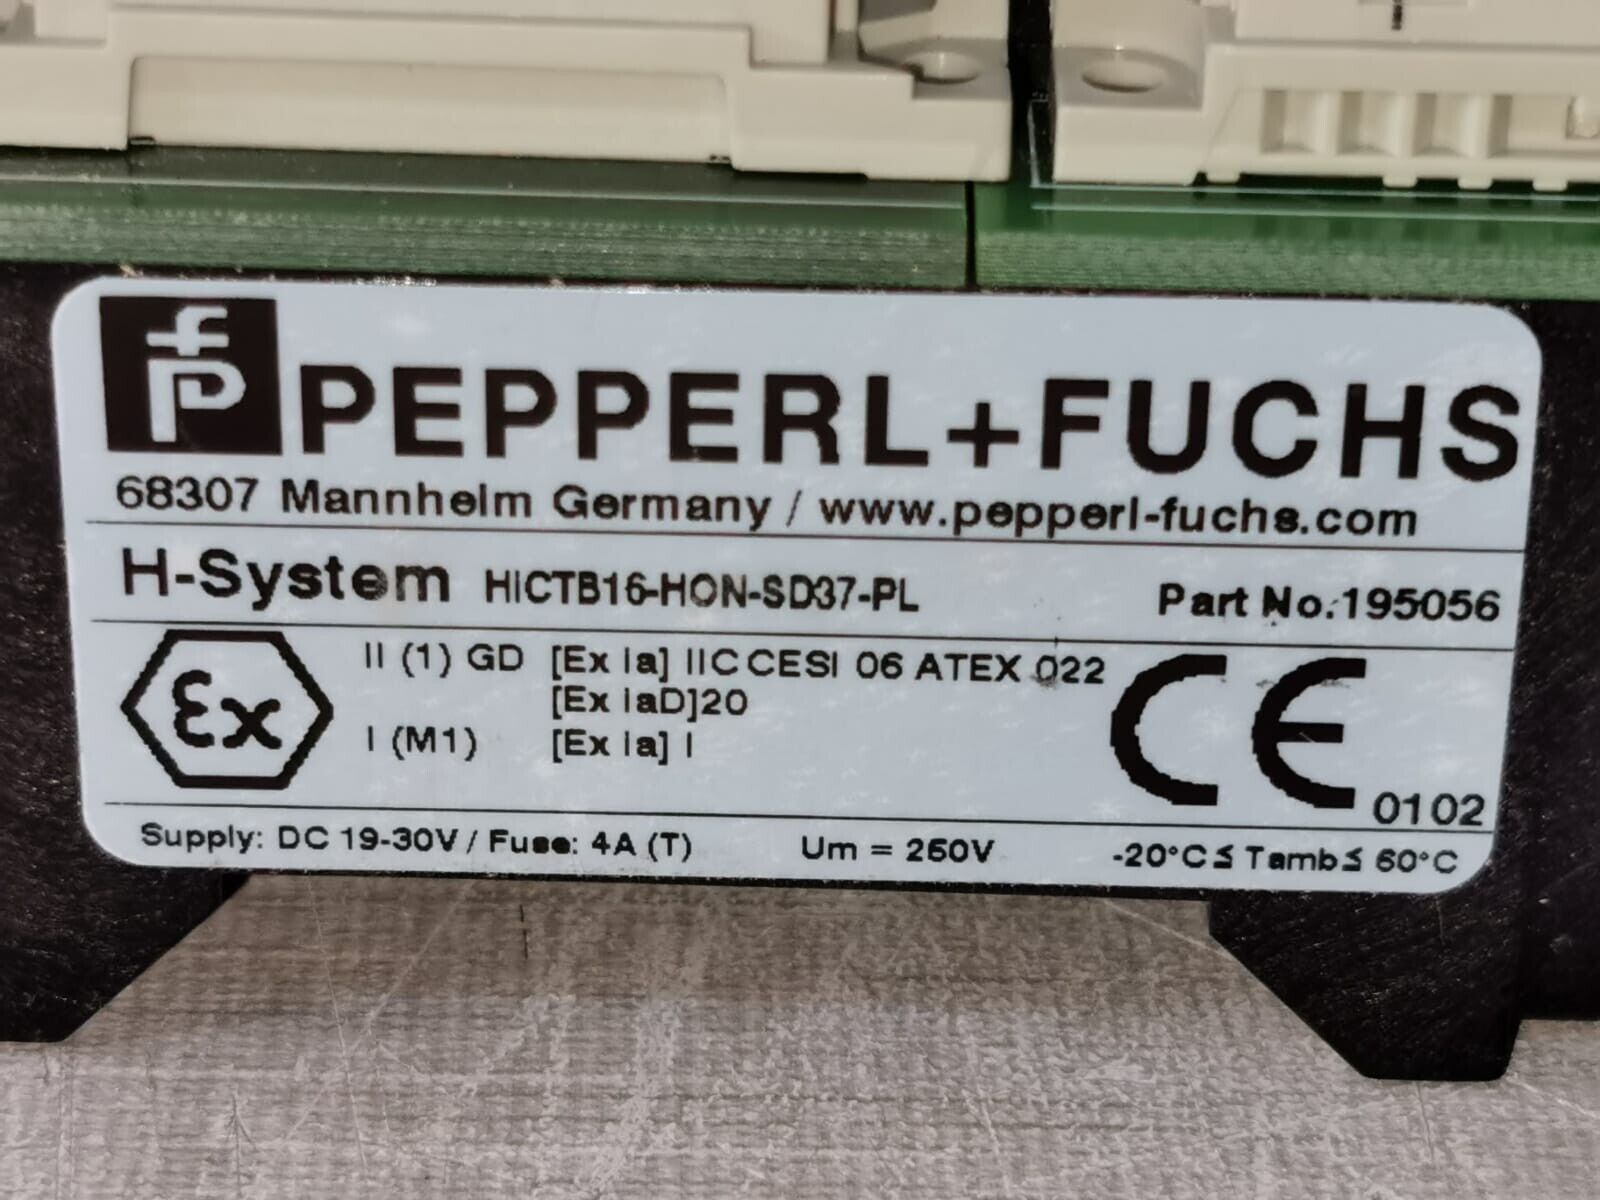 fP PEPPERL+FUCHS
68307 Mannheim Germany / www.pepperl-fuchs.com
H-System HiCTB16-HON-SD37-PL Part No.:195056
Ex II (1) GD [Ex ia] IIC CESI 06 ATEX 022
[Ex iaD]20
I (M1) [Ex ia] I
CE 0102
Supply: DC 19-30V / Fuse: 4A (T) Um = 250V -20°C≤ Tamb≤ 60°C